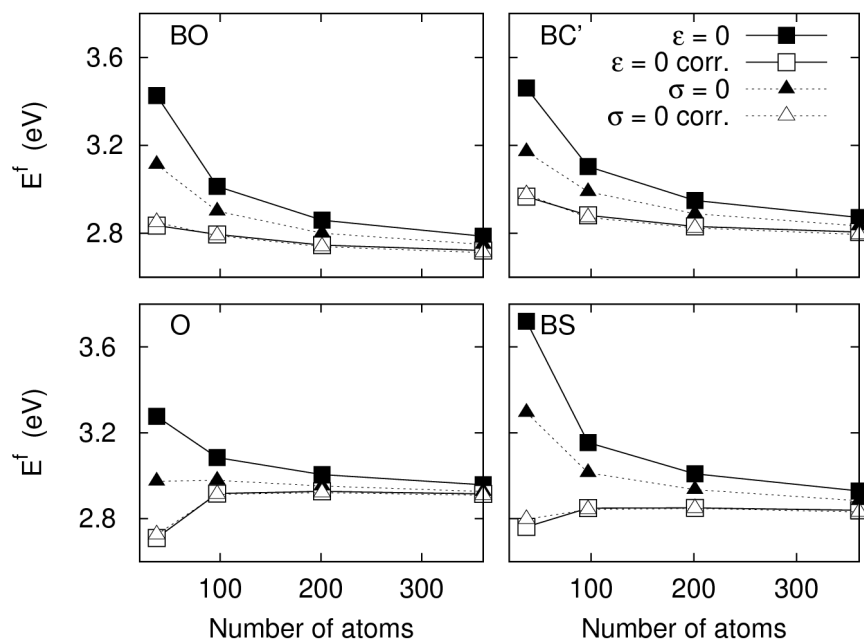 BO
BC’
ε = 0
ε = 0 corr.
σ = 0
σ = 0 corr.
3.6
3.2
2.8
E^f (eV)
O
BS
3.6
3.2
2.8
E^f (eV)
100 200 300
100 200 300
Number of atoms
Number of atoms